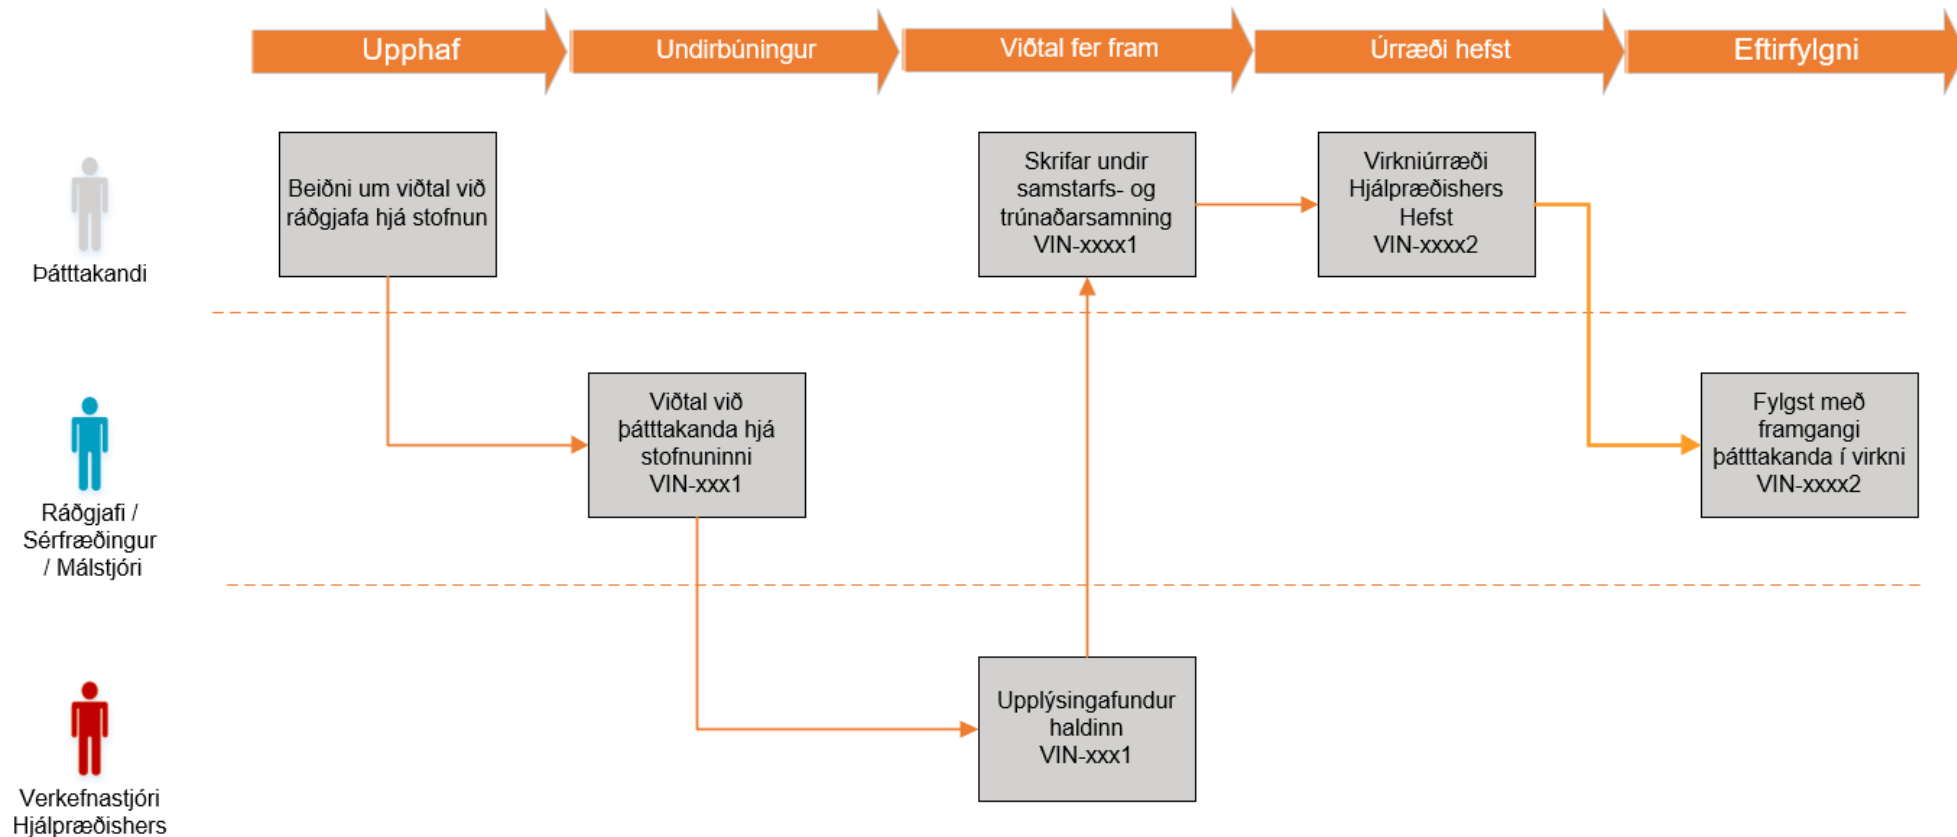 Upphaf
Undirbúningur
Viðtal fer fram
Úrræði hefst
Eftirfylgni
Þátttakandi
Beiðni um viðtal við
ráðgjafa hjá stofnun
Skrifar undir
samstarfs- og
trúnaðarsamning
VIN-xxxx1
Virkniúrræði
Hjálpræðishers
Hefst
VIN-xxxx2
Ráðgjafi /
Sérfræðingur
/ Málstjóri
Viðtal við
þátttakanda hjá
stofnuninni
VIN-xxx1
Fylgst með
framgangi
þátttakanda í virkni
VIN-xxxx2
Verkefnastjóri
Hjálpræðishers
Upplýsingafundur
haldinn
VIN-xxx1